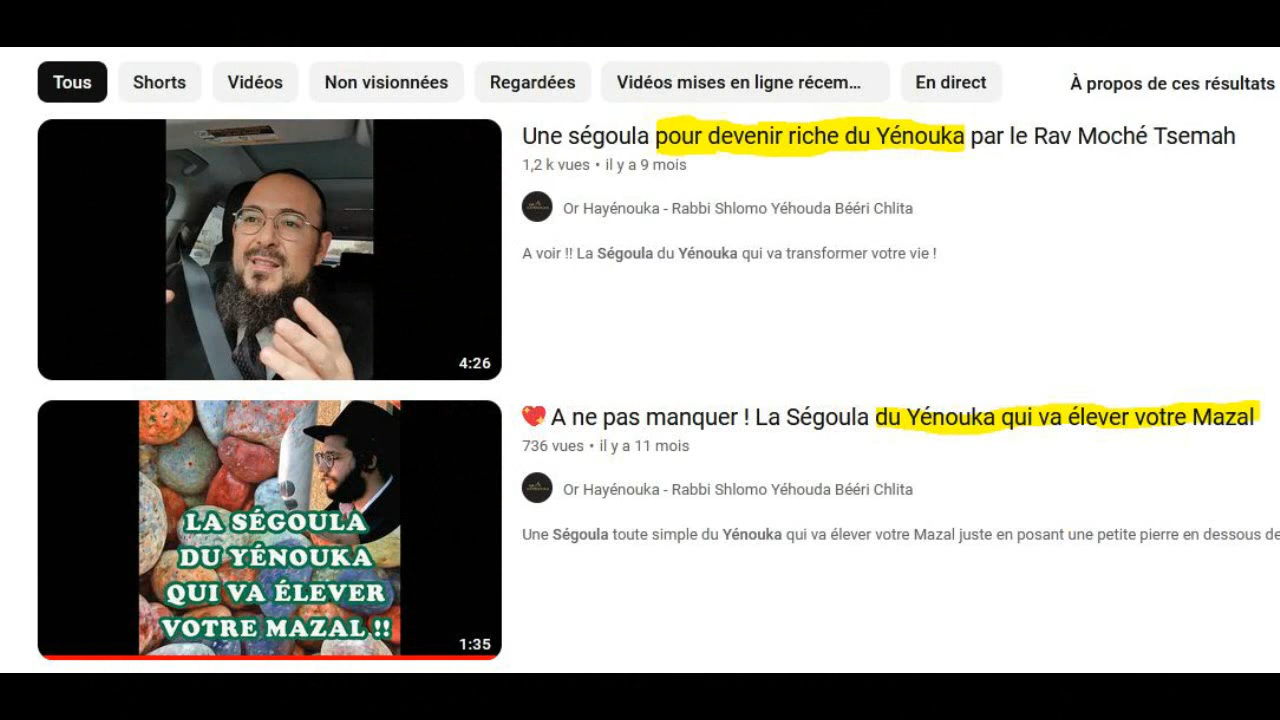 Tous Shorts Vidéos Non visionnées Regardées Vidéos mises en ligne récem... En direct À propos de ces résultats
4:26
Une ségoula pour devenir riche du Yénouka par le Rav Moché Tsemah
1,2 k vues • il y a 9 mois
Or Hayénouka - Rabbi Shlomo Yéhouda Bééri Chlita
A voir !! La Ségoula du Yénouka qui va transformer votre vie !
LA SÉGOULA
DU YÉNOUKA
QUI VA ÉLEVER
VOTRE MAZAL !!
1:35
💖 A ne pas manquer ! La Ségoula du Yénouka qui va élever votre Mazal
736 vues • il y a 11 mois
Or Hayénouka - Rabbi Shlomo Yéhouda Bééri Chlita
Une Ségoula toute simple du Yénouka qui va élever votre Mazal juste en posant une petite pierre en dessous de